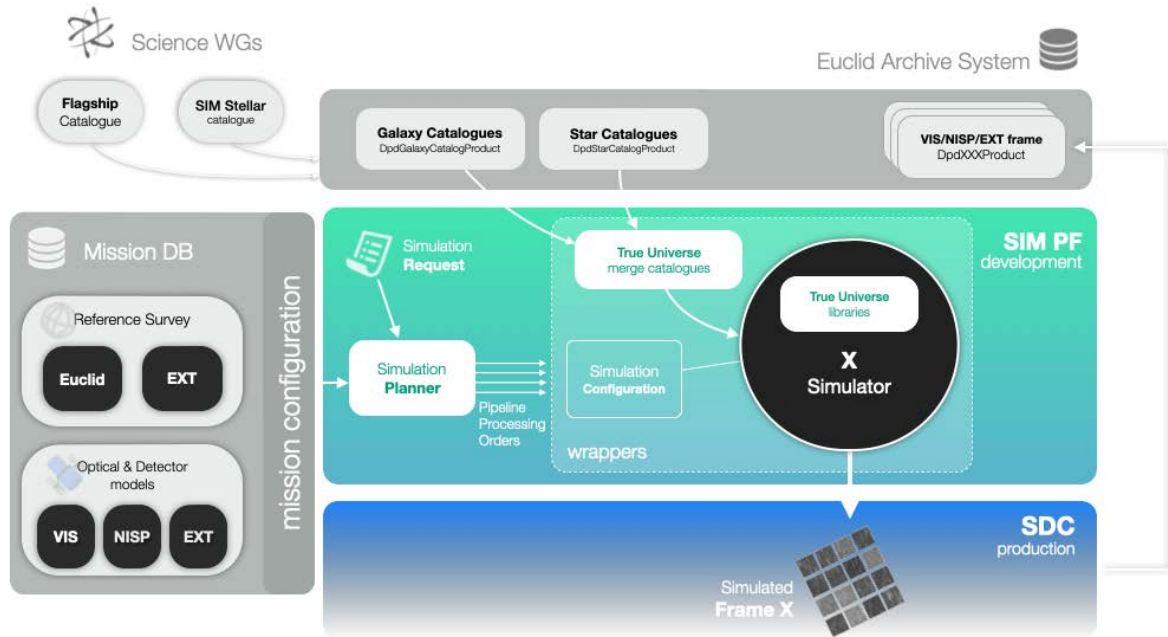 Science WGs
Euclid Archive System
Flagship
Catalogue
SIM Stellar
catalogue
Galaxy Catalogues
DpdGalaxyCatalogProduct
Star Catalogues
DpdStarCatalogProduct
VIS/NISP/EXT frame
DpdXXXProduct
Mission DB
Reference Survey
Euclid
EXT
Optical & Detector
models
VIS
NISP
EXT
mission configuration
Simulation
Request
Simulation
Planner
Pipeline
Processing
Orders
True Universe
merge catalogues
Simulation
Configuration
wrappers
True Universe
libraries
X
Simulator
SIM PF
development
SDC
production
Simulated
Frame X